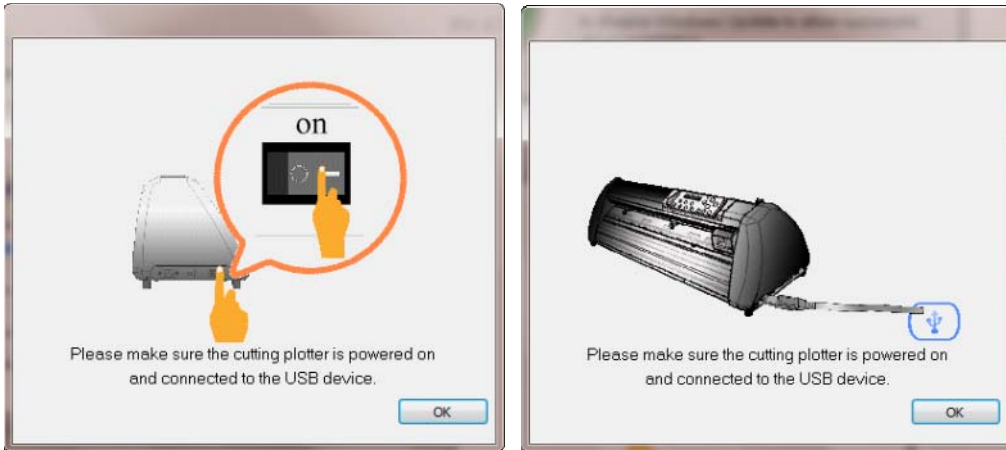 on
Please make sure the cutting plotter is powered on
and connected to the USB device.
OK
Please make sure the cutting plotter is powered on
and connected to the USB device.
OK